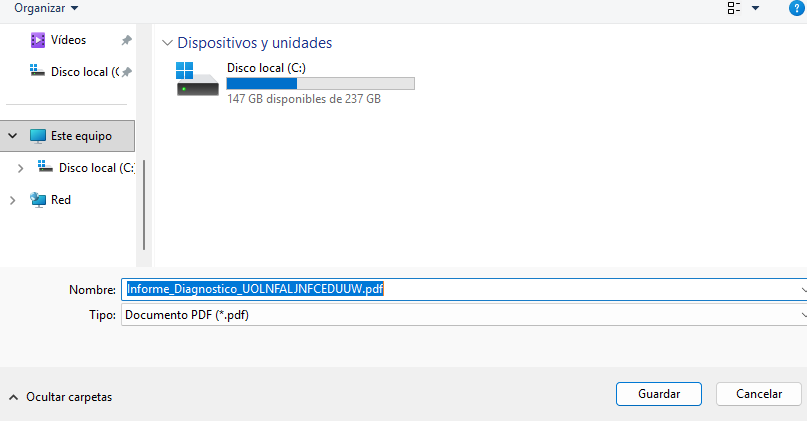 Organizar
?
Vídeos
Disco local (C
Dispositivos y unidades
Disco local (C:)
147 GB disponibles de 237 GB
Este equipo
Disco local (C:
Red
Nombre: Informe_Diagnostico_UOLNFALJNFCEDUUW.pdf
Tipo: Documento PDF (*.pdf)
Ocultar carpetas
Guardar
Cancelar